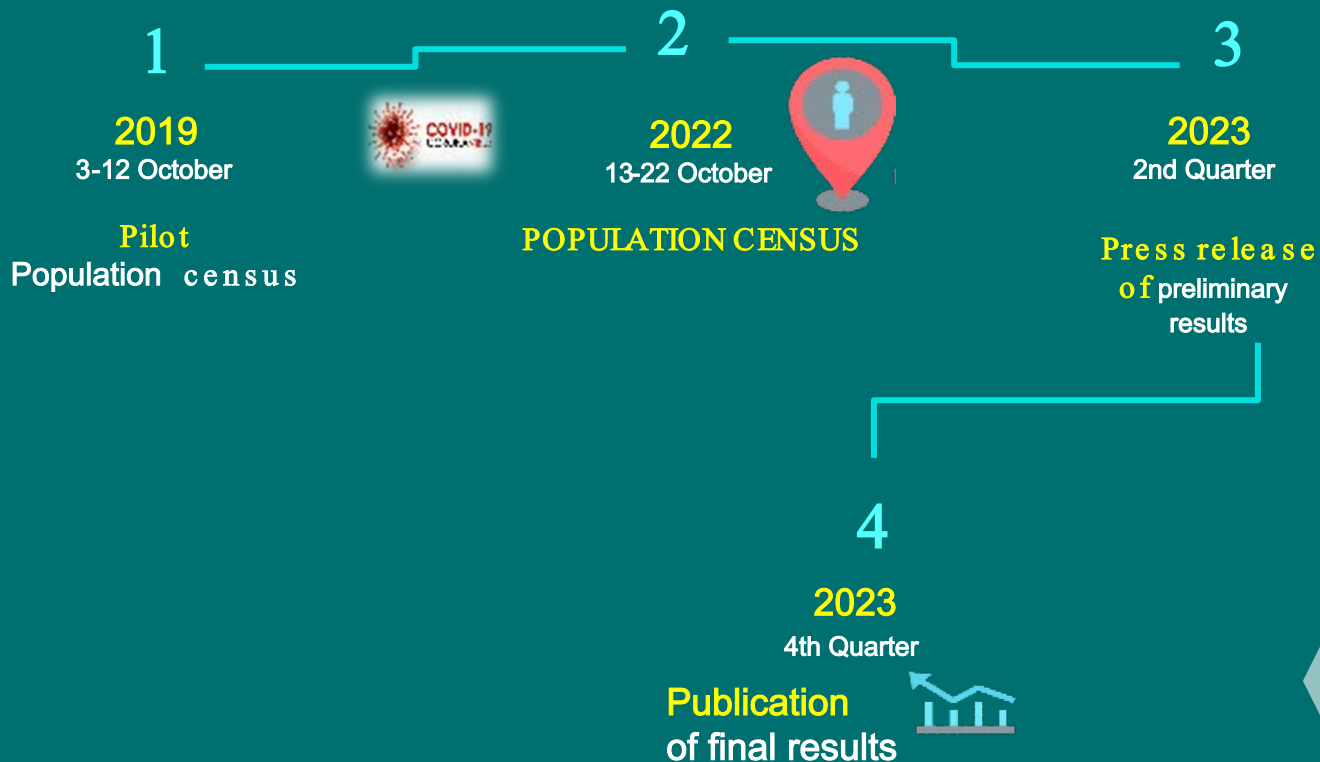 1
2019
3-12 October
Pilot
Population census
COVID-19
2
2022
13-22 October
POPULATION CENSUS
3
2023
2nd Quarter
Press release
of preliminary
results
4
2023
4th Quarter
Publication
of final results